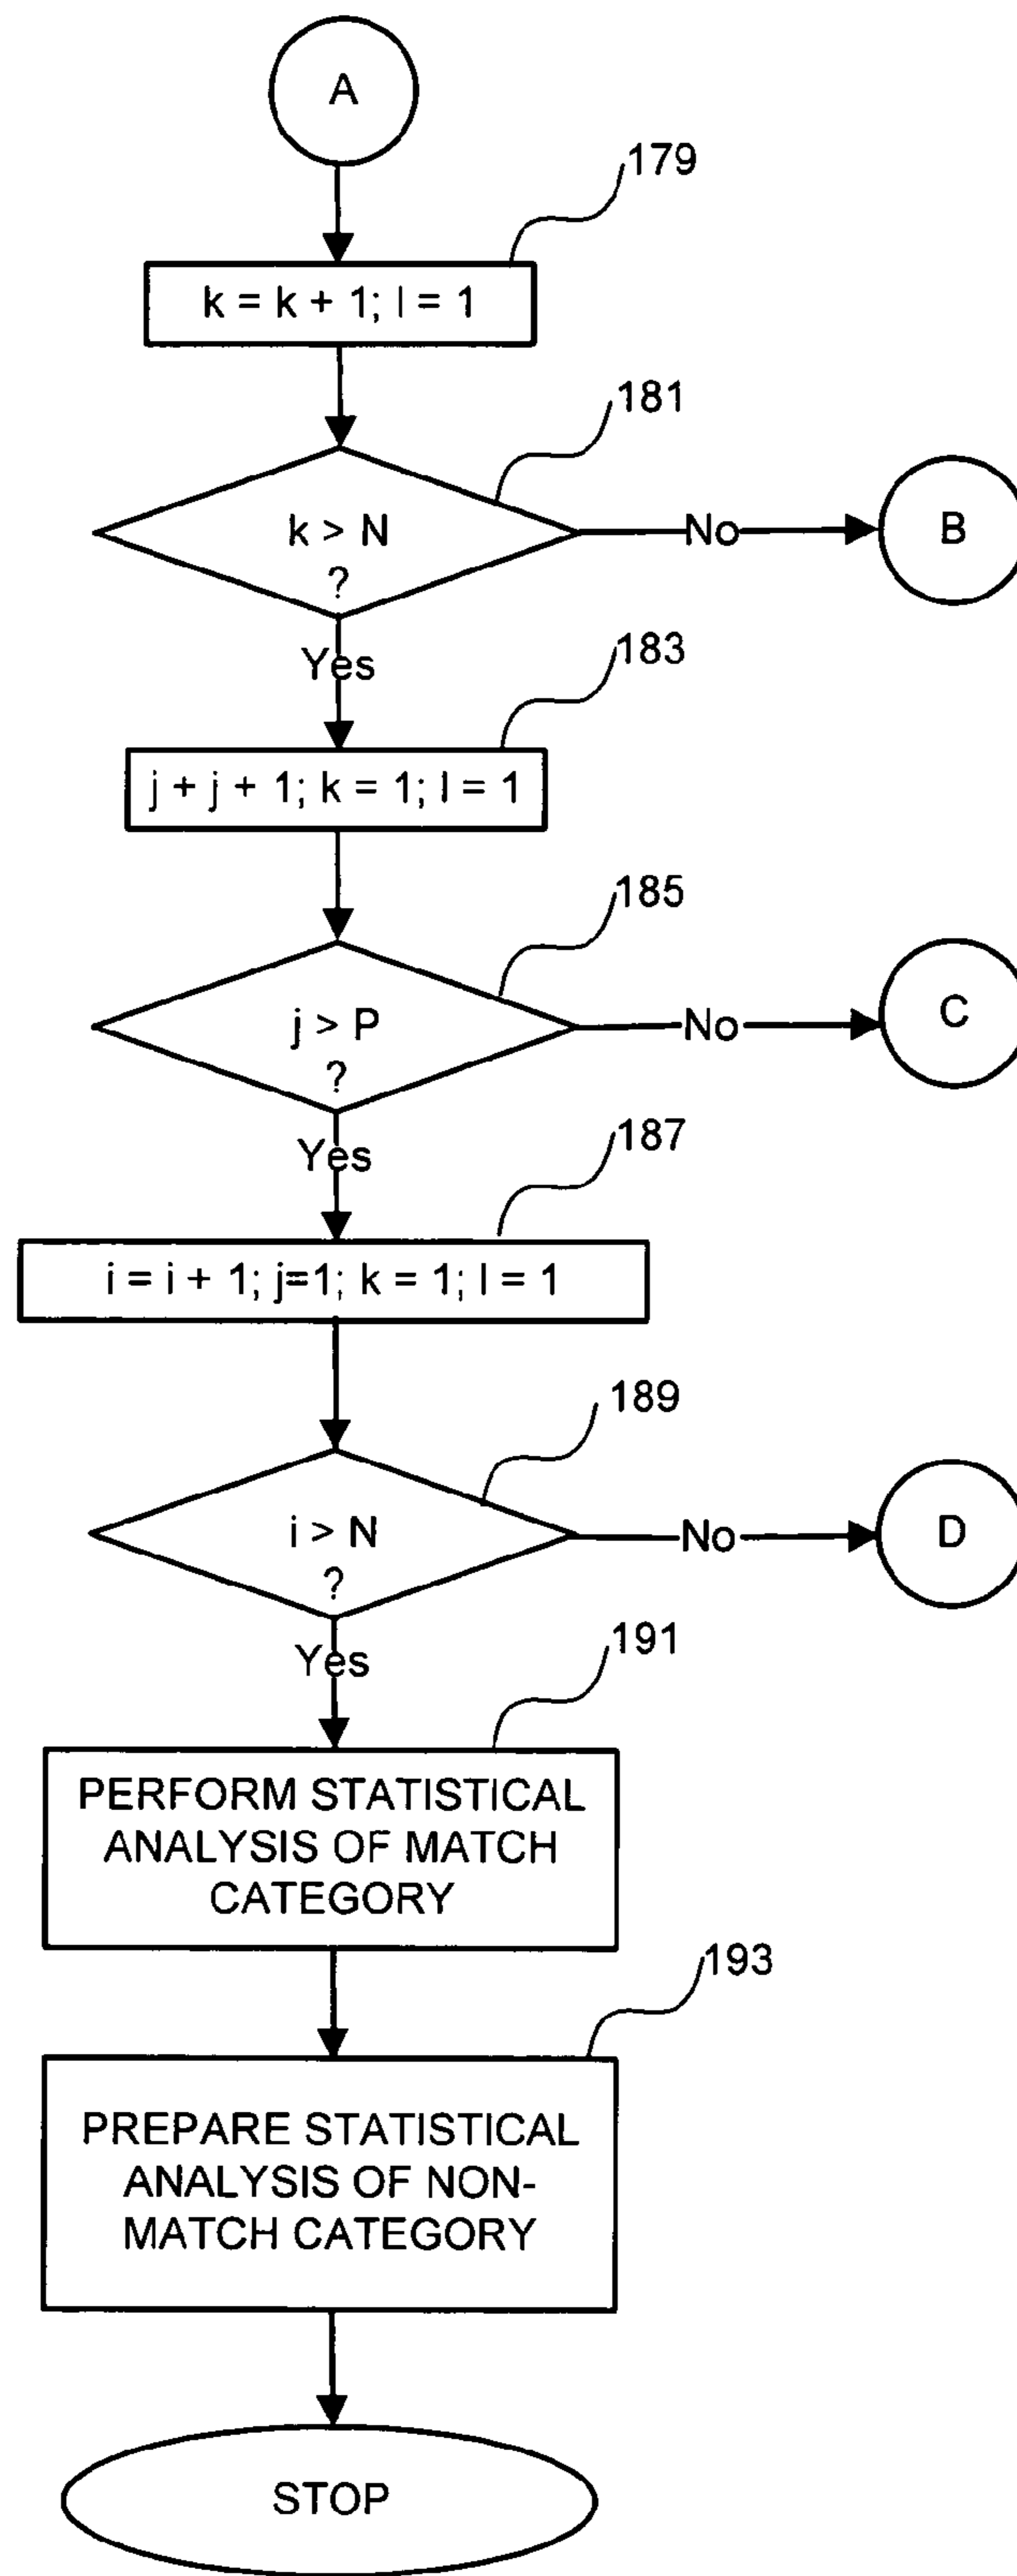 A
179
k = k + 1; l = 1
181
k > N
?
No
B
Yes
183
j + j + 1; k = 1; l = 1
185
j > P
?
No
C
Yes
187
i = i + 1; j=1; k = 1; l = 1
189
i > N
?
No
D
Yes
191
PERFORM STATISTICAL
ANALYSIS OF MATCH
CATEGORY
193
PREPARE STATISTICAL
ANALYSIS OF NON-
MATCH CATEGORY
STOP